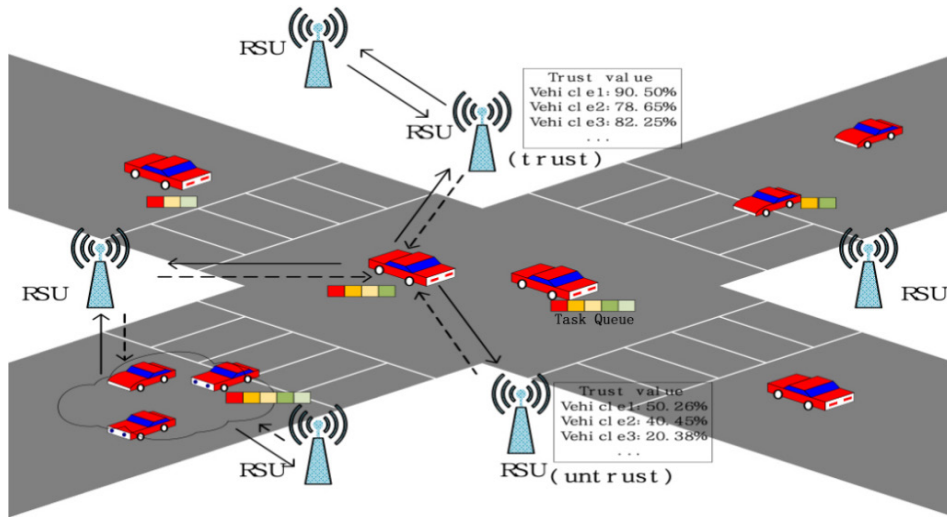 RSU
RSU
(trust)
Trust value
Vehicle1: 90.50%
Vehicle2: 78.65%
Vehicle3: 82.25%
...
RSU
RSU
Task Queue
RSU
RSU
(untrust)
Trust value
Vehicle1: 50.26%
Vehicle2: 40.45%
Vehicle3: 20.38%
...